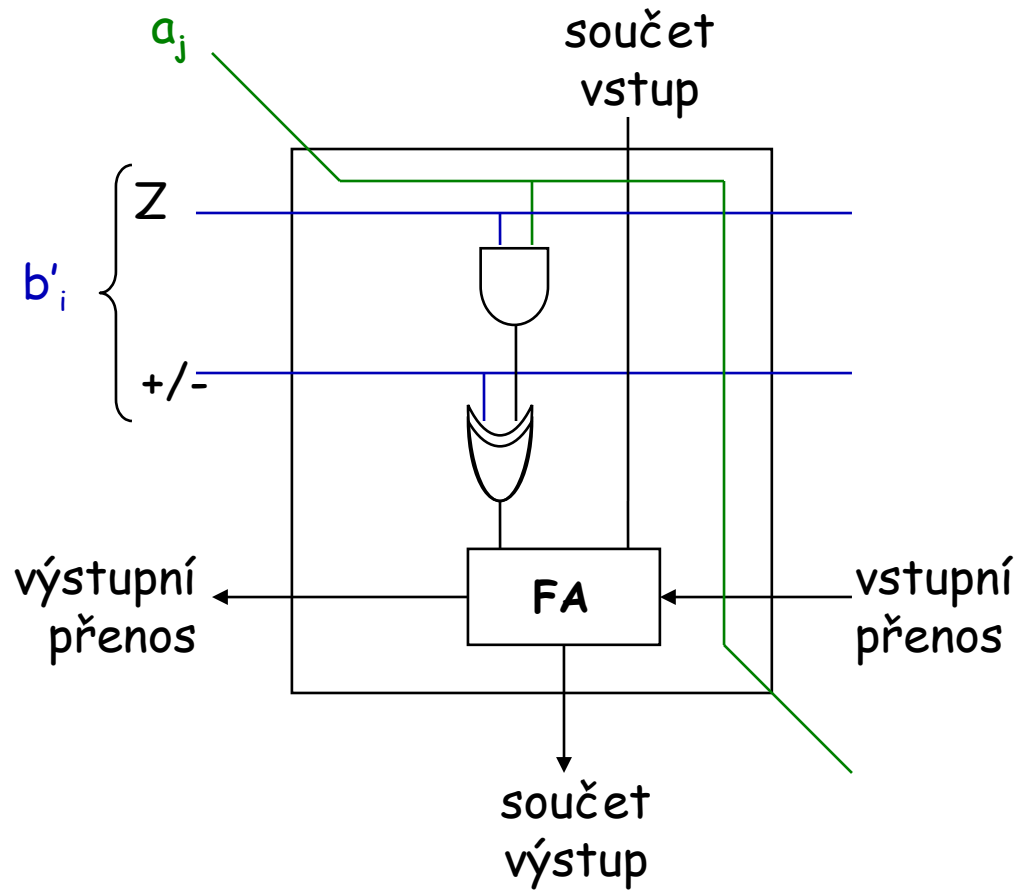 aj
součet
vstup
Z
b'i
+/-
výstupní
přenos
FA
vstupní
přenos
součet
výstup